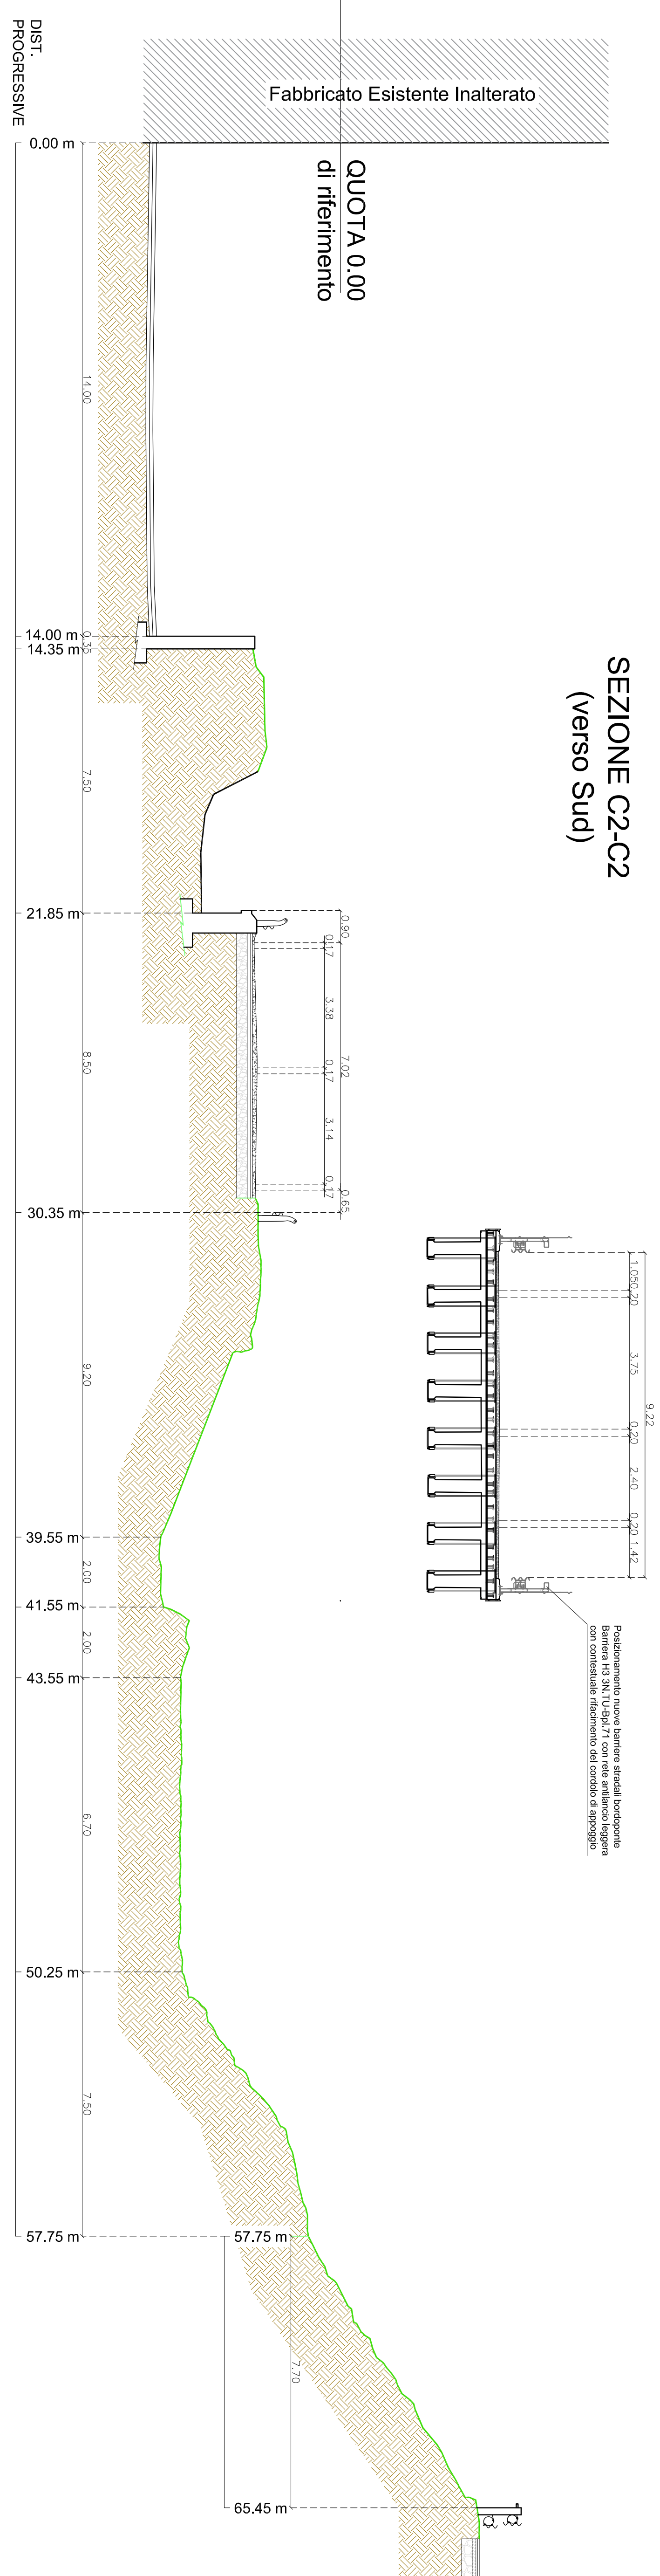 SEZIONE C2-C2
(verso Sud)
Fabbricato Esistente Inalterato
QUOTA 0.00
di riferimento
9.22
1.05
0.20
3.75
0.20
2.40
0.20
1.42
Posizionamento nuove barriere stradali bordoponte
Barriera H3 3N.TU-Bpl.71 con rete antilancio leggera
con contestuale rifacimento del cordolo di appoggio
0.90
7.02
0.65
0.17
3.38
0.17
3.14
0.17
14.00
0.35
7.50
8.50
9.20
2.00
2.00
6.70
7.50
7.70
DIST.
PROGRESSIVE
0.00 m
14.00 m
14.35 m
21.85 m
30.35 m
39.55 m
41.55 m
43.55 m
50.25 m
57.75 m
57.75 m
65.45 m